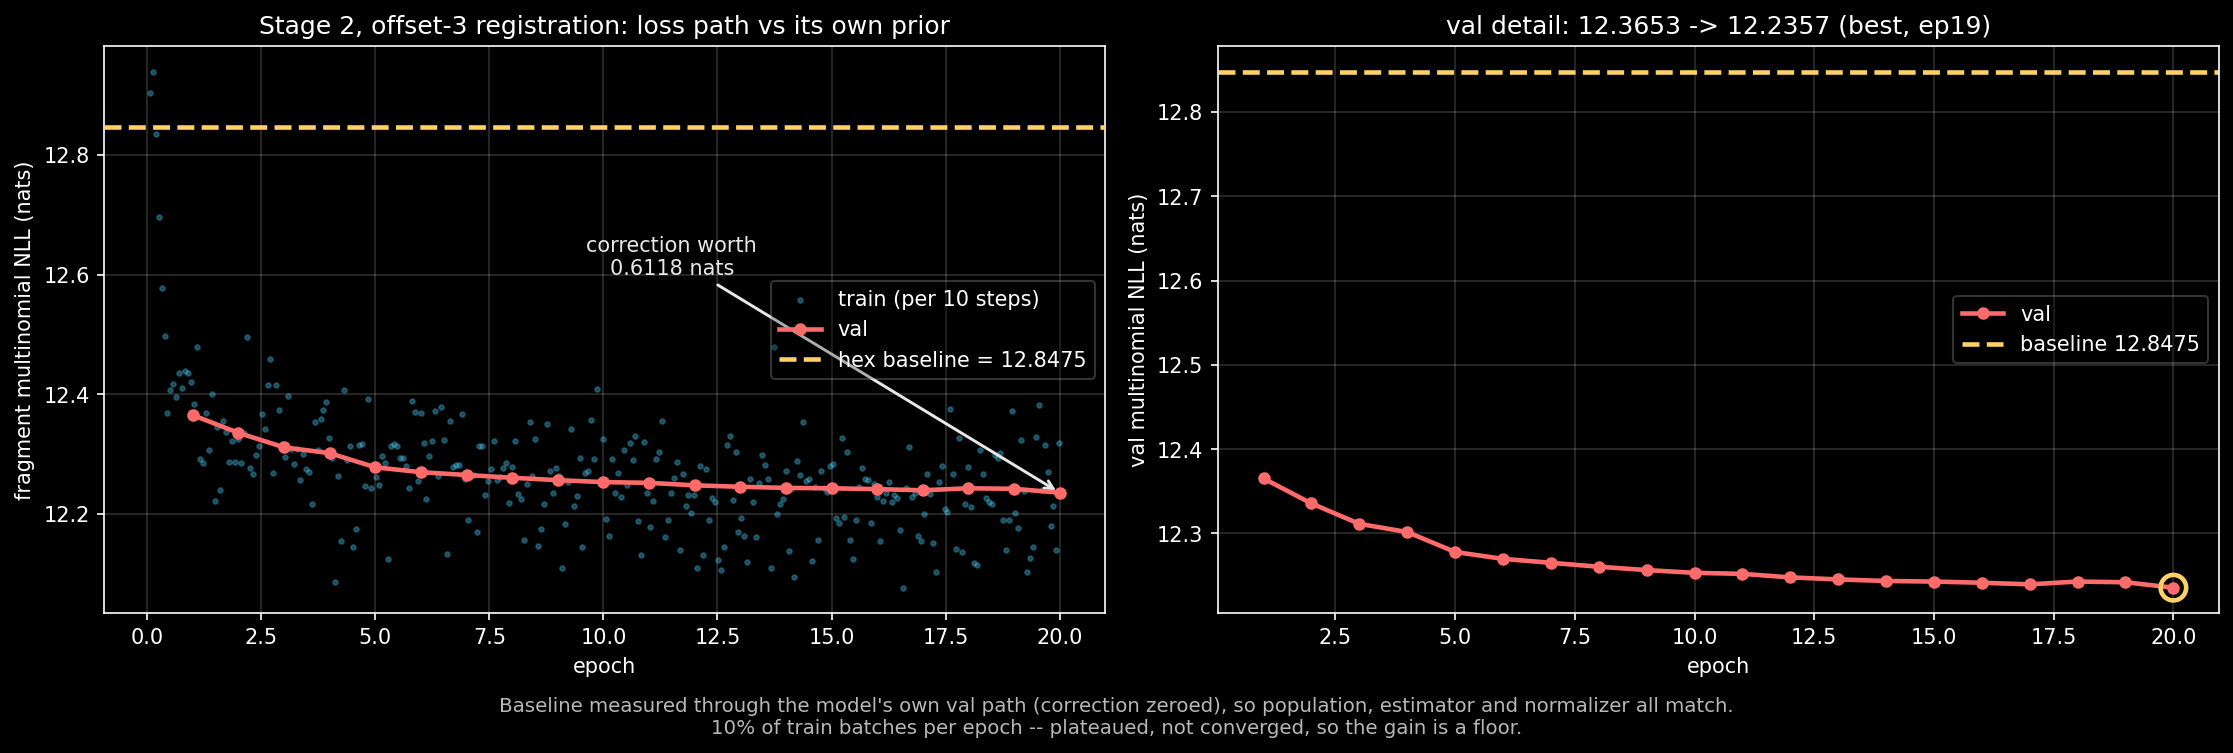 Stage 2, offset-3 registration: loss path vs its own prior
fragment multinomial NLL (nats)
12.8
12.6
12.4
12.2
correction worth
0.6118 nats
train (per 10 steps)
val
hex baseline = 12.8475
0.0 2.5 5.0 7.5 10.0 12.5 15.0 17.5 20.0
epoch
val detail: 12.3653 -> 12.2357 (best, ep19)
val multinomial NLL (nats)
12.8
12.7
12.6
12.5
12.4
12.3
val
baseline 12.8475
2.5 5.0 7.5 10.0 12.5 15.0 17.5 20.0
epoch
Baseline measured through the model's own val path (correction zeroed), so population, estimator and normalizer all match.
10% of train batches per epoch -- plateaued, not converged, so the gain is a floor.